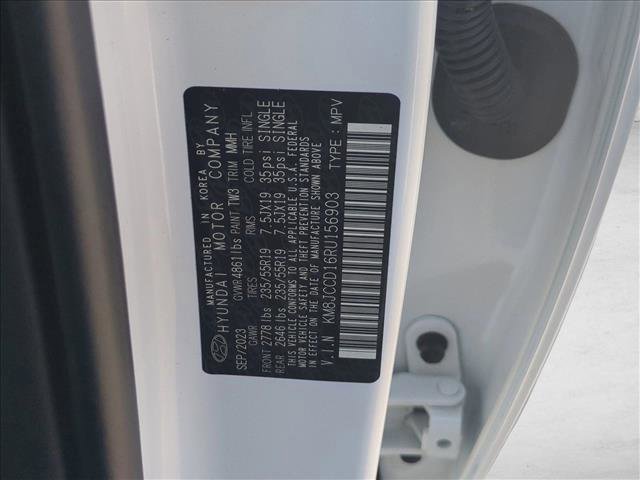 MANUFACTURED IN KOREA BY
HYUNDAI MOTOR COMPANY
SEP/2023 GVWR 4861 lbs PAINT TW3 TRIM MMH
GAWR TIRES RIMS COLD TIRE INFL
FRONT 2778 lbs 235/55R19 7.5JX19 35psi SINGLE
REAR 2646 lbs 235/55R19 7.5JX19 35psi SINGLE
THIS VEHICLE CONFORMS TO ALL APPLICABLE U.S.A. FEDERAL
MOTOR VEHICLE SAFETY AND THEFT PREVENTION STANDARDS
IN EFFECT ON THE DATE OF MANUFACTURE SHOWN ABOVE
V.I.N KM8JCCD16RU156903 TYPE : MPV